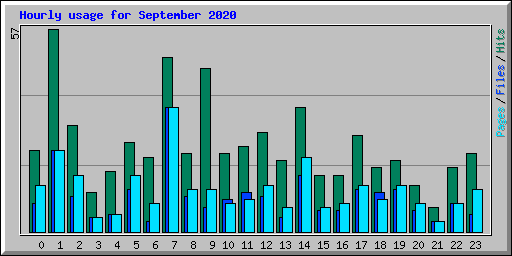 Hourly usage for September 2020
57
Pages/Files/Hits
0 1 2 3 4 5 6 7 8 9 10 11 12 13 14 15 16 17 18 19 20 21 22 23